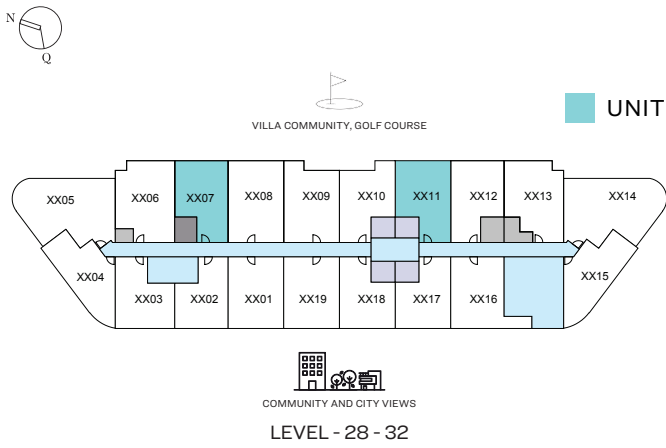 N
Q
VILLA COMMUNITY, GOLF COURSE
UNIT
XX05
XX06
XX07
XX08
XX09
XX10
XX11
XX12
XX13
XX14
XX04
XX03
XX02
XX01
XX19
XX18
XX17
XX16
XX15
COMMUNITY AND CITY VIEWS
LEVEL - 28 - 32